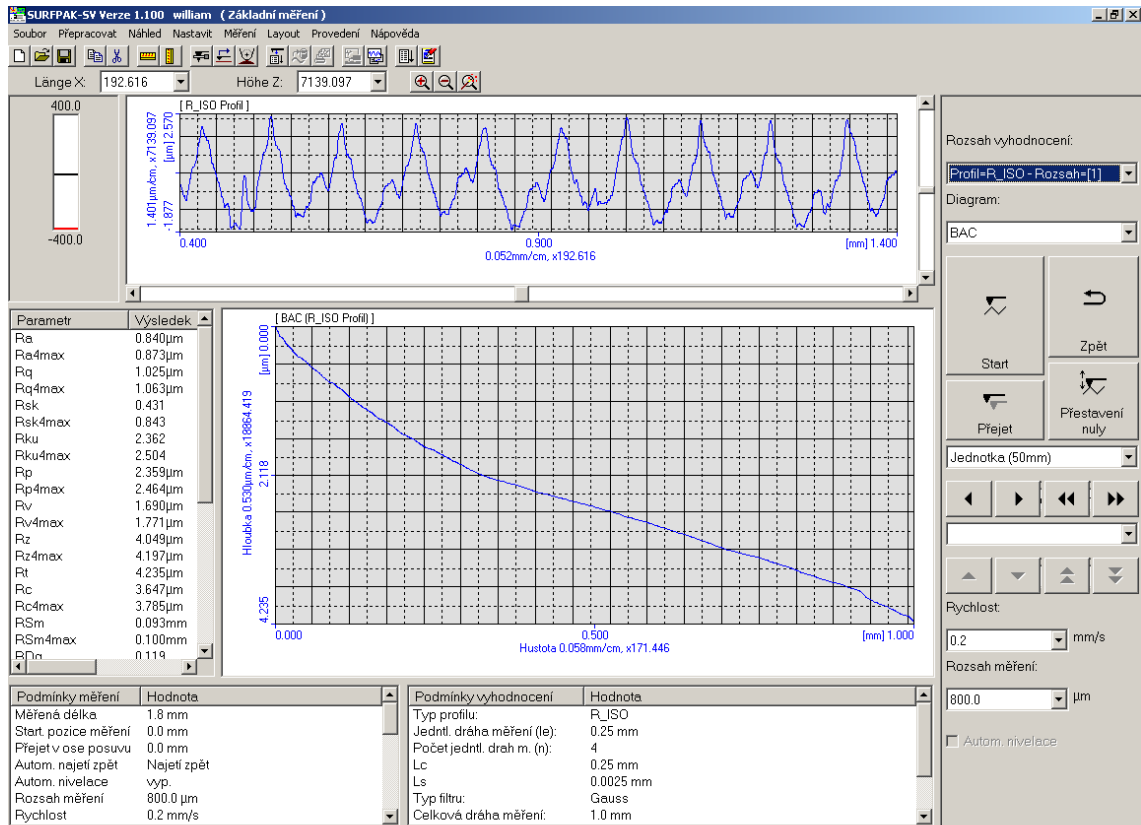 SURFPAK-SV Verze 1.100 william ( Základní měření )
Soubor Přepracovat Náhled Nastavit Měření Layout Provedení Nápověda
Länge X: 192.616 Höhe Z: 7139.097
400.0
-400.0
[ R_ISO Profil ]
1.401µm/cm, x7139.097
-1.877 [µm] 2.570
0.400 0.900 [mm] 1.400
0.052mm/cm, x192.616
Rozsah vyhodnocení:
Profil=R_ISO - Rozsah=[1]
Diagram:
BAC
Start
Zpět
Přejet
Přestavení
nuly
Jednotka (50mm)
Rychlost:
0.2 mm/s
Rozsah měření:
800.0 µm
Autom. nivelace
Parametr Výsledek
Ra 0.840µm
Ra4max 0.873µm
Rq 1.025µm
Rq4max 1.063µm
Rsk 0.431
Rsk4max 0.843
Rku 2.362
Rku4max 2.504
Rp 2.359µm
Rp4max 2.464µm
Rv 1.690µm
Rv4max 1.771µm
Rz 4.049µm
Rz4max 4.197µm
Rt 4.235µm
Rc 3.647µm
Rc4max 3.785µm
RSm 0.093mm
RSm4max 0.100mm
RDq 0.119
[ BAC (R_ISO Profil) ]
Hloubka 0.530µm/cm, x18864.419
4.235 2.118 [µm] 0.000
0.000 0.500 [mm] 1.000
Hustota 0.058mm/cm, x171.446
Podmínky měření Hodnota
Měřená délka 1.8 mm
Start. pozice měření 0.0 mm
Přejet v ose posuvu 0.0 mm
Autom. najetí zpět Najetí zpět
Autom. nivelace vyp.
Rozsah měření 800.0 µm
Rychlost 0.2 mm/s
Podmínky vyhodnocení Hodnota
Typ profilu: R_ISO
Jedntl. dráha měření (le): 0.25 mm
Počet jedntl. drah m. (n): 4
Lc 0.25 mm
Ls 0.0025 mm
Typ filtru: Gauss
Celková dráha měření: 1.0 mm